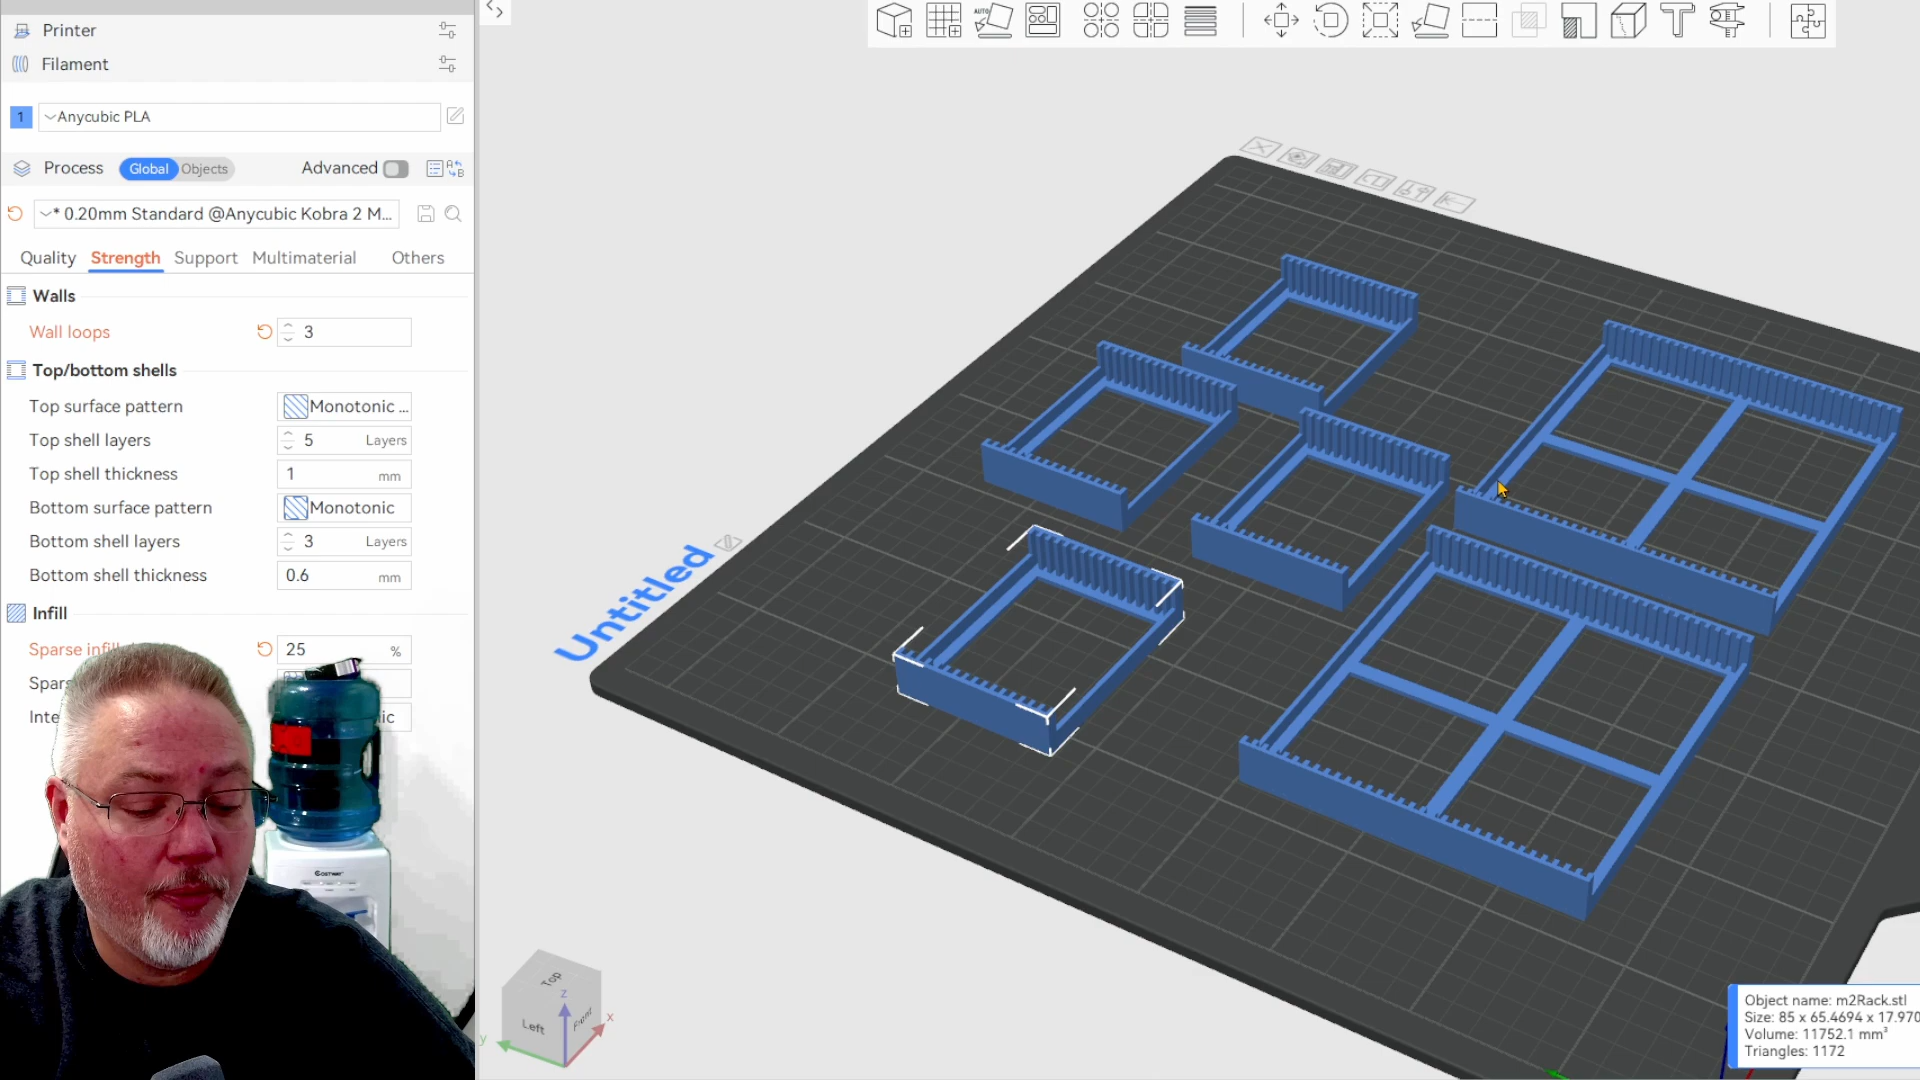 Printer
Filament
1
Anycubic PLA
Process
Global
Objects
Advanced
* 0.20mm Standard @Anycubic Kobra 2 M...
Quality
Strength
Support
Multimaterial
Others
Walls
Wall loops
3
Top/bottom shells
Top surface pattern
Monotonic ...
Top shell layers
5
Layers
Top shell thickness
1
mm
Bottom surface pattern
Monotonic
Bottom shell layers
3
Layers
Bottom shell thickness
0.6
mm
Infill
Sparse infill
25
%
AUTO
Untitled
COSTWAY
Top
Left
Front
z
x
y
Object name: m2Rack.stl
Size: 85 x 65.4694 x 17.970
Volume: 11752.1 mm³
Triangles: 1172